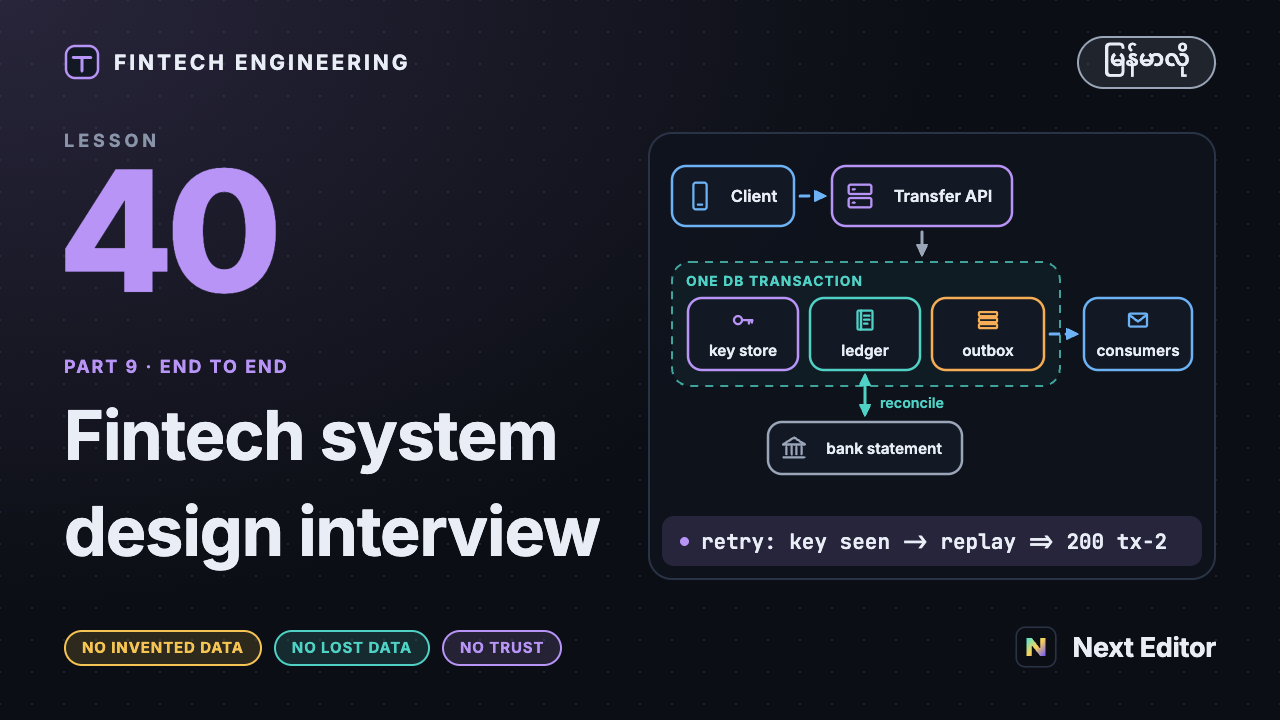 FINTECH ENGINEERING
မြန်မာလို
LESSON
40
PART 9 · END TO END
Fintech system
design interview
NO INVENTED DATA
NO LOST DATA
NO TRUST
Client
Transfer API
ONE DB TRANSACTION
key store
ledger
outbox
consumers
reconcile
bank statement
retry: key seen → replay ⇒ 200 tx-2
N Next Editor